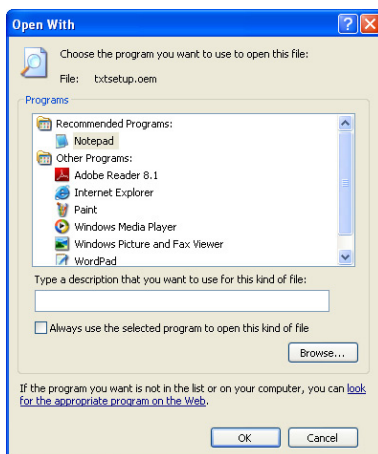 Open With
Choose the program you want to use to open this file:
File: txtsetup.oem
Programs
Recommended Programs:
Notepad
Other Programs:
Adobe Reader 8.1
Internet Explorer
Paint
Windows Media Player
Windows Picture and Fax Viewer
WordPad
Type a description that you want to use for this kind of file:
Always use the selected program to open this kind of file
Browse...
If the program you want is not in the list or on your computer, you can look
for the appropriate program on the Web.
OK Cancel